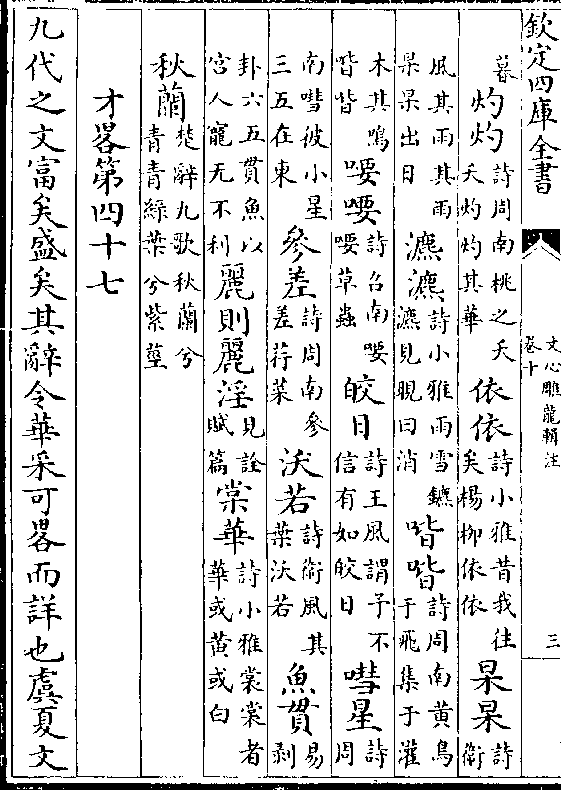 欽定四庫全書
文心雕龍輯注
卷十
三
暮 灼灼詩周南桃之夭夭灼灼其華 依依詩小雅昔我往矣楊柳依依 杲杲詩衛
風其雨其雨杲杲出日 瀌瀌詩小雅雨雪鑣瀌見晛曰消 喈喈詩周南黃鳥于飛集于灌
木其鳴喈喈 喓喓詩召南喓喓草蟲 皎日詩王風謂子不信有如皎日 嘒星詩周
南嘒彼小星三五在東 參差詩周南參差荇菜 沃若詩衛風其葉沃若 魚貫易剥
卦六五貫魚以宮人寵无不利 麗則麗淫見詮賦篇 棠華詩小雅裳裳者華或黃或白
秋蘭楚辭九歌秋蘭兮青青綠葉兮紫莖
才畧第四十七
九代之文富矣盛矣其辭令華采可畧而詳也虞夏文